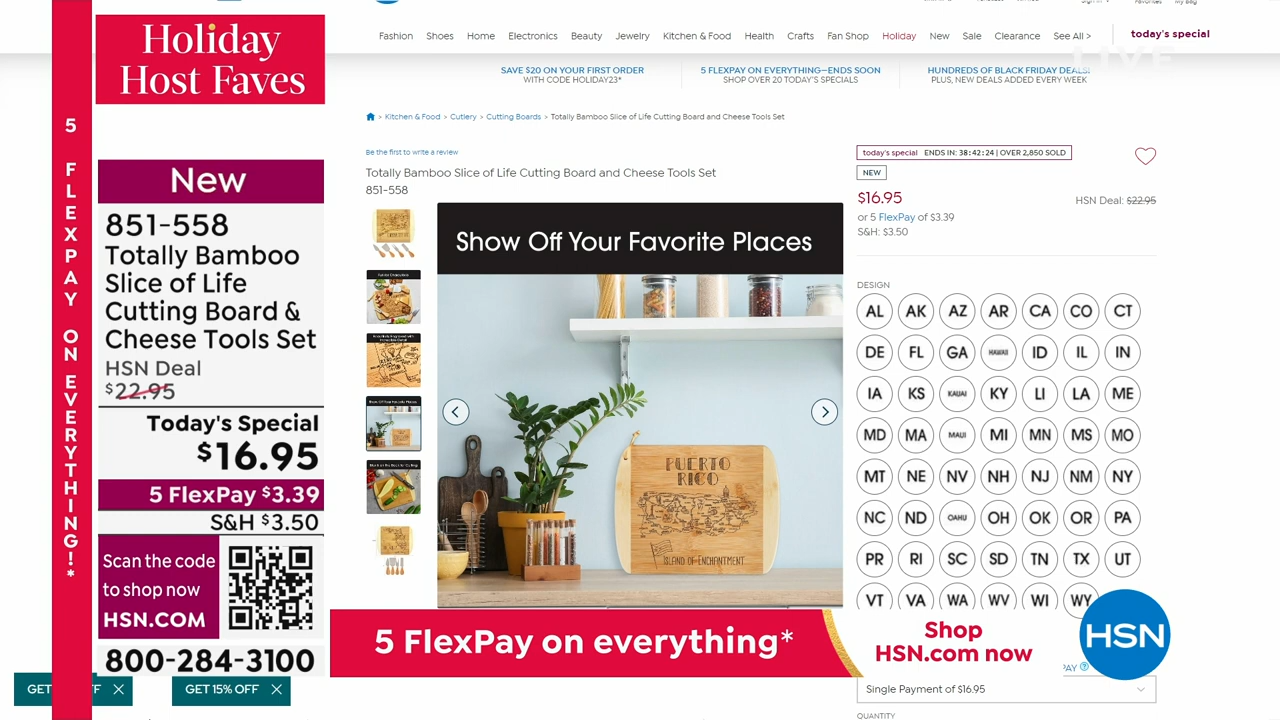 Fashion Shoes Home Electronics Beauty Jewelry Kitchen & Food Health Crafts Fan Shop Holiday New Sale Clearance See All > today's special
LIVE
SAVE $20 ON YOUR FIRST ORDER
WITH CODE HOLIDAY23*
5 FLEXPAY ON EVERYTHING—ENDS SOON
SHOP OVER 20 TODAY'S SPECIALS
HUNDREDS OF BLACK FRIDAY DEALS!
PLUS, NEW DEALS ADDED EVERY WEEK
Holiday
Host Faves
5 FLEXPAY ON EVERYTHING!*
New
851-558
Totally Bamboo
Slice of Life
Cutting Board &
Cheese Tools Set
HSN Deal
$22.95
Today's Special
$16.95
5 FlexPay $3.39
S&H $3.50
Scan the code
to shop now
HSN.COM
800-284-3100
GET 15% OFF ×
> Kitchen & Food > Cutlery > Cutting Boards > Totally Bamboo Slice of Life Cutting Board and Cheese Tools Set
Be the first to write a review
Totally Bamboo Slice of Life Cutting Board and Cheese Tools Set
851-558
Show Off Your Favorite Places
PUERTO
RICO
ISLAND OF ENCHANTMENT
today's special ENDS IN: 38:42:24 | OVER 2,850 SOLD
NEW
$16.95
HSN Deal: $22.95
or 5 FlexPay of $3.39
S&H: $3.50
DESIGN
AL AK AZ AR CA CO CT
DE FL GA HAWAII ID IL IN
IA KS KAUAI KY LI LA ME
MD MA MAUI MI MN MS MO
MT NE NV NH NJ NM NY
NC ND OAHU OH OK OR PA
PR RI SC SD TN TX UT
VT VA WA WV WI WY
5 FlexPay on everything*
Shop
HSN.com now
HSN
Single Payment of $16.95
QUANTITY